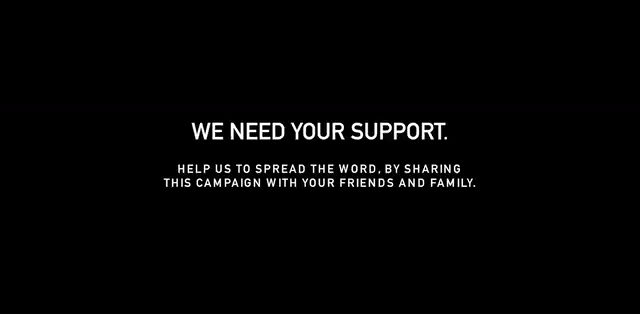 WE NEED YOUR SUPPORT.
HELP US TO SPREAD THE WORD, BY SHARING
THIS CAMPAIGN WITH YOUR FRIENDS AND FAMILY.